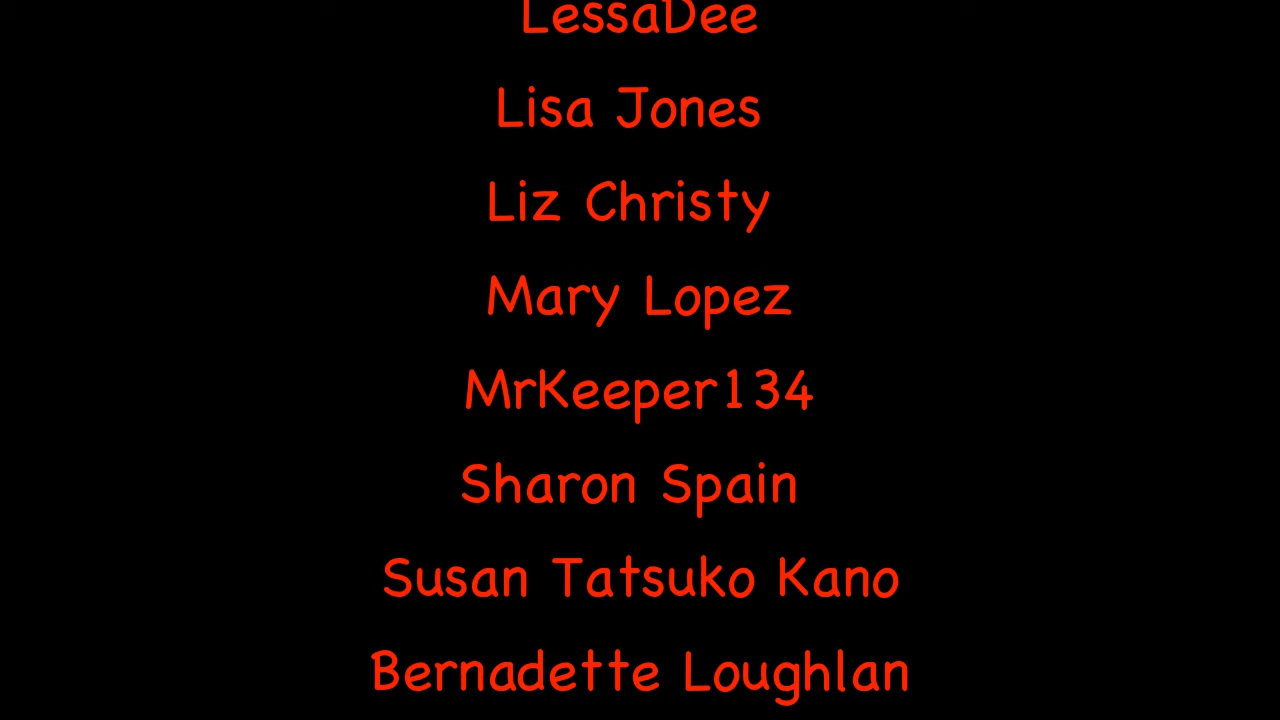 LessaDee
Lisa Jones
Liz Christy
Mary Lopez
MrKeeper134
Sharon Spain
Susan Tatsuko Kano
Bernadette Loughlan